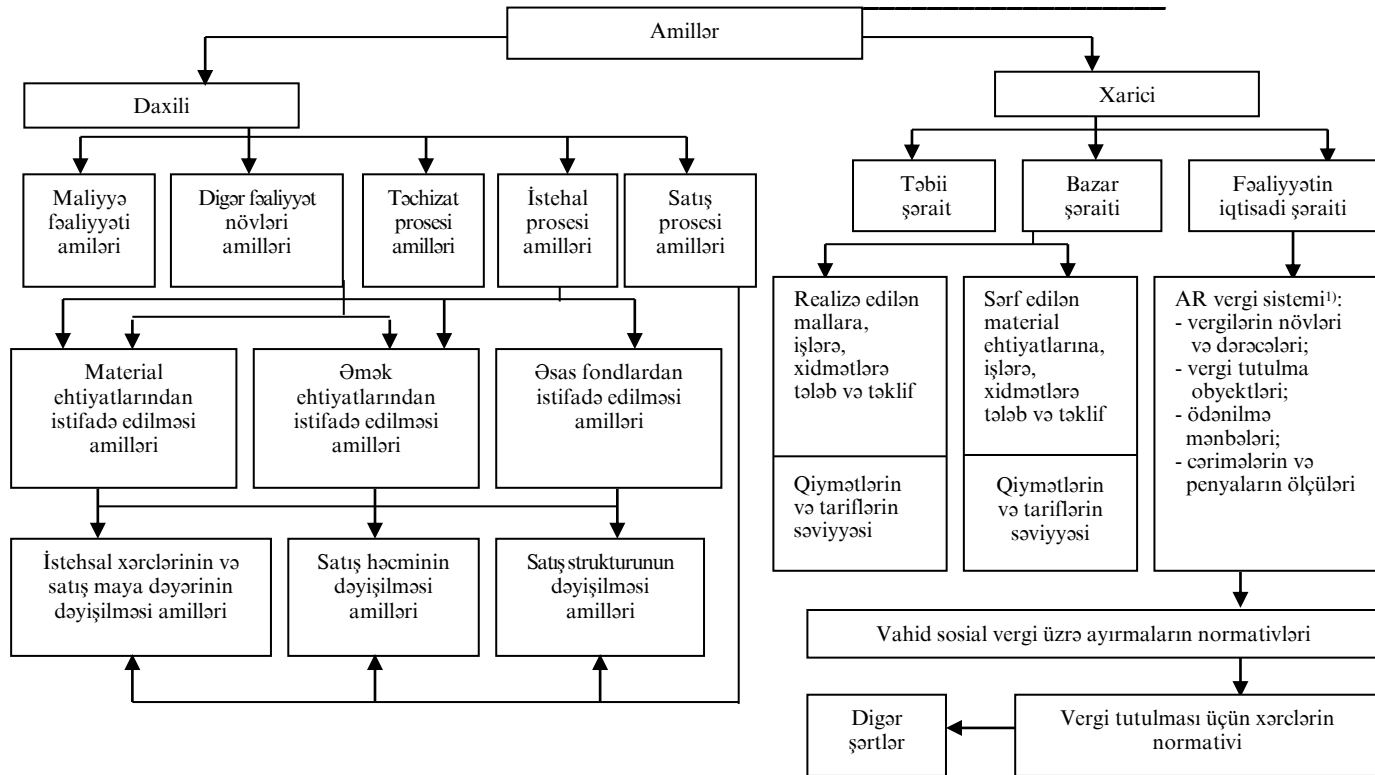 Amillər
Daxili
Xarici
Maliyyə
fəaliyyəti
amiləri
Digər fəaliyyət
növləri
amilləri
Təchizat
prosesi
amilləri
İstehal
prosesi
amilləri
Satış
prosesi
amilləri
Təbii
şərait
Bazar
şəraiti
Fəaliyyətin
iqtisadi şəraiti
Material
ehtiyatlarından
istifadə edilməsi
amilləri
Əmək
ehtiyatlarından
istifadə edilməsi
amilləri
Əsas fondlardan
istifadə edilməsi
amilləri
Realizə edilən
mallara,
işlərə,
xidmətlərə
tələb və təklif
Qiymətlərin
və tariflərin
səviyyəsi
Sərf edilən
material
ehtiyatlarına,
işlərə,
xidmətlərə
tələb və təklif
Qiymətlərin
və tariflərin
səviyyəsi
AR vergi sistemi¹⁾:
- vergilərin növləri
və dərəcələri;
- vergi tutulma
obyektləri;
- ödənilmə
mənbələri;
- cərimələrin və
penyaların ölçüləri
İstehsal xərclərinin və
satış maya dəyərinin
dəyişilməsi amilləri
Satış həcminin
dəyişilməsi
amilləri
Satış strukturunun
dəyişilməsi
amilləri
Vahid sosial vergi üzrə ayırmaların normativləri
Vergi tutulması üçün xərclərin
normativi
Digər
şərtlər